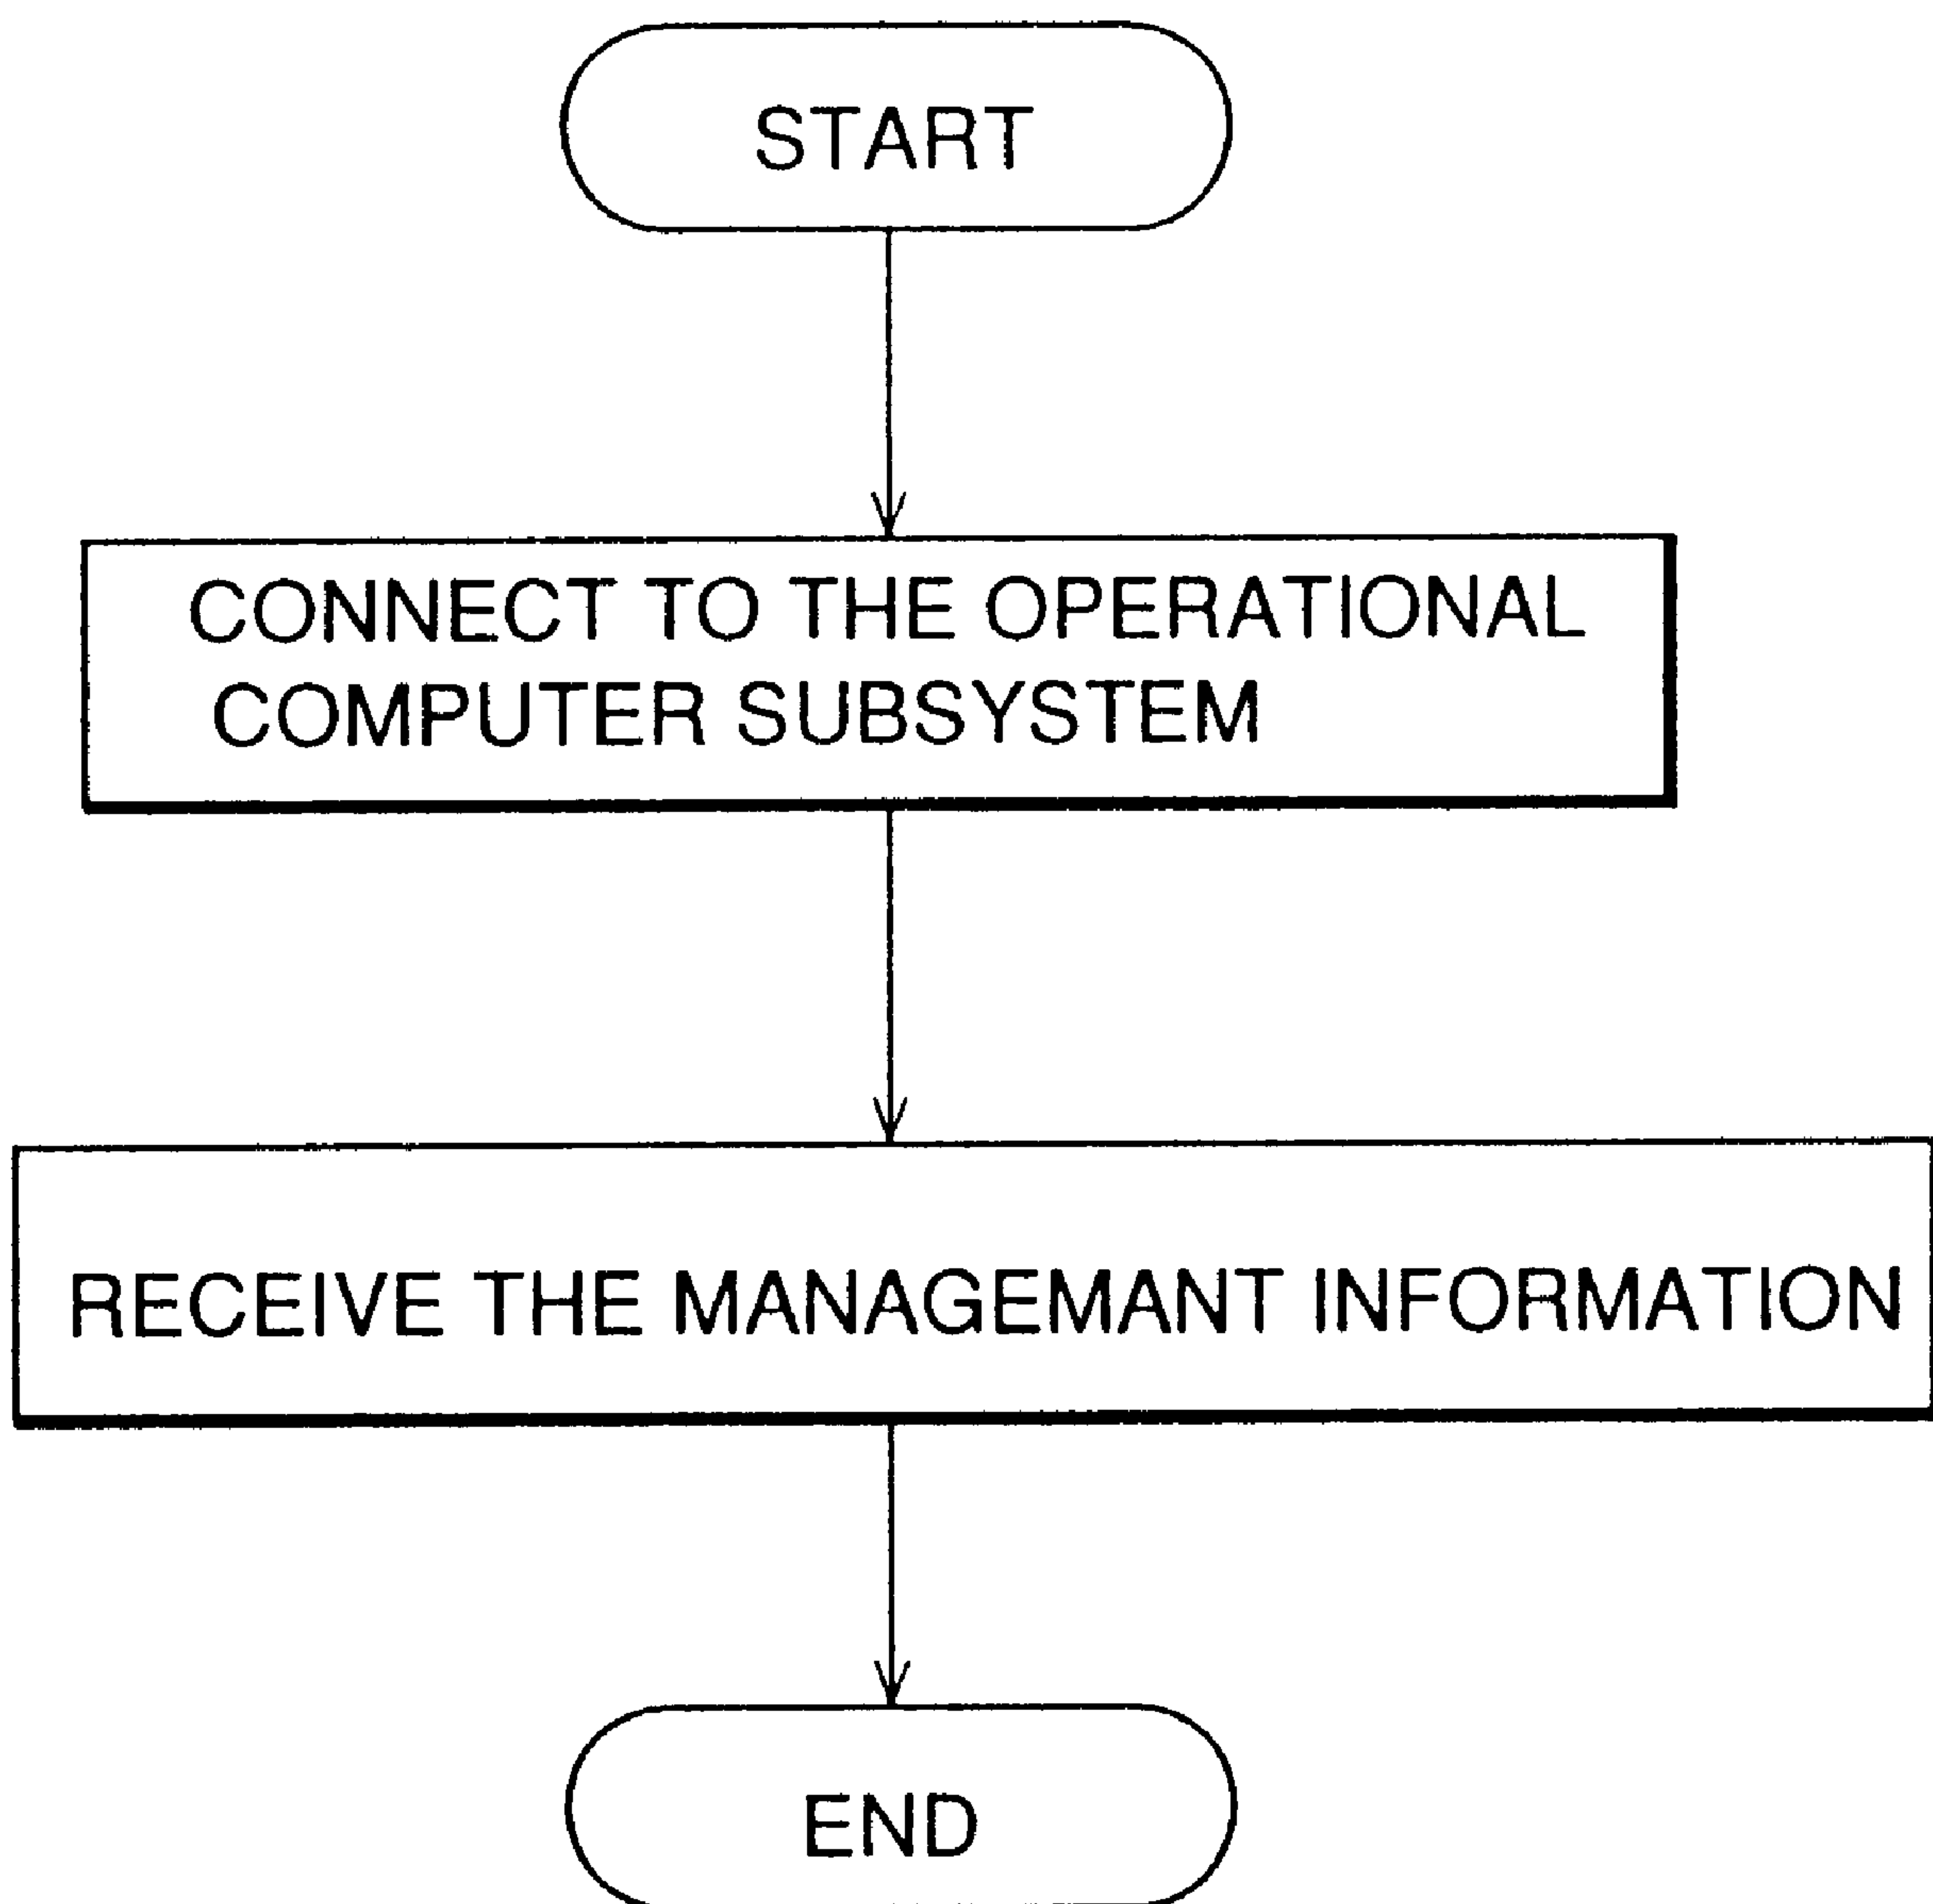 START
CONNECT TO THE OPERATIONAL
COMPUTER SUBSYSTEM
RECEIVE THE MANAGEMANT INFORMATION
END